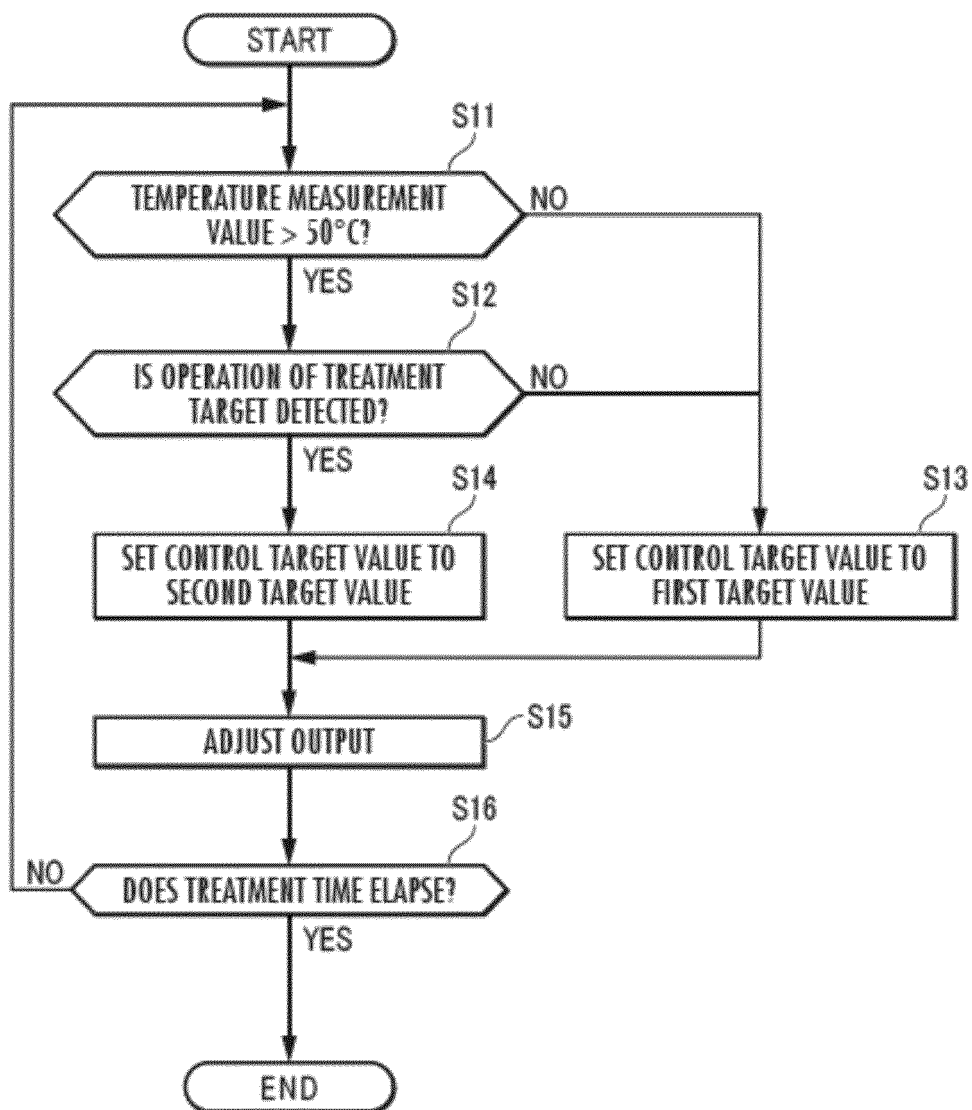 START
S11
TEMPERATURE MEASUREMENT
VALUE > 50°C?
NO
YES
S12
IS OPERATION OF TREATMENT
TARGET DETECTED?
NO
YES
S14
SET CONTROL TARGET VALUE TO
SECOND TARGET VALUE
S13
SET CONTROL TARGET VALUE TO
FIRST TARGET VALUE
ADJUST OUTPUT
S15
S16
NO
DOES TREATMENT TIME ELAPSE?
YES
END